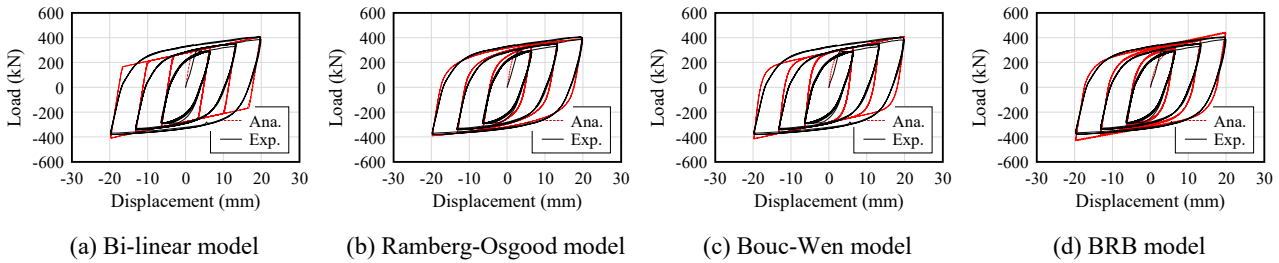 600
400
200
0
-200
-400
-600
Load (kN)
-30 -20 -10 0 10 20 30
Displacement (mm)
Ana.
Exp.
(a) Bi-linear model
600
400
200
0
-200
-400
-600
Load (kN)
-30 -20 -10 0 10 20 30
Displacement (mm)
Ana.
Exp.
(b) Ramberg-Osgood model
600
400
200
0
-200
-400
-600
Load (kN)
-30 -20 -10 0 10 20 30
Displacement (mm)
Ana.
Exp.
(c) Bouc-Wen model
600
400
200
0
-200
-400
-600
Load (kN)
-30 -20 -10 0 10 20 30
Displacement (mm)
Ana.
Exp.
(d) BRB model